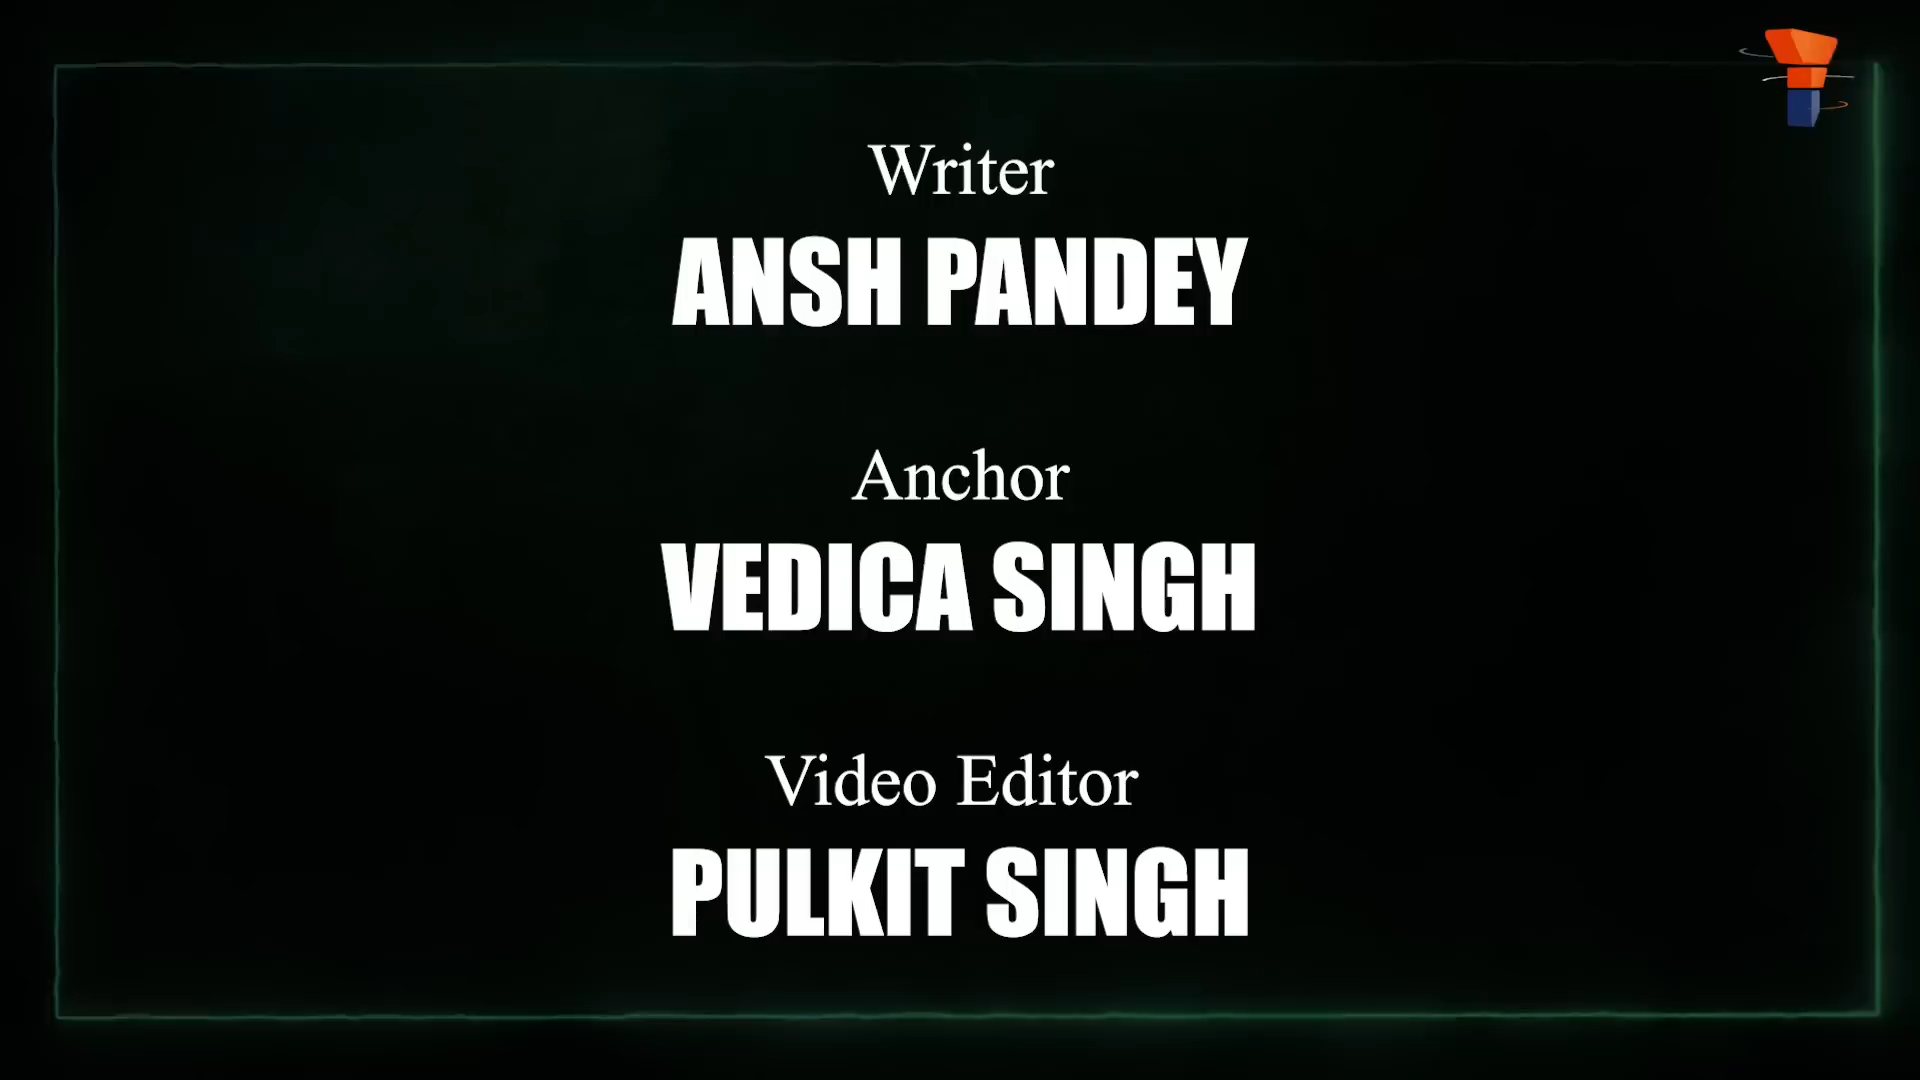 Writer
ANSH PANDEY
Anchor
VEDICA SINGH
Video Editor
PULKIT SINGH